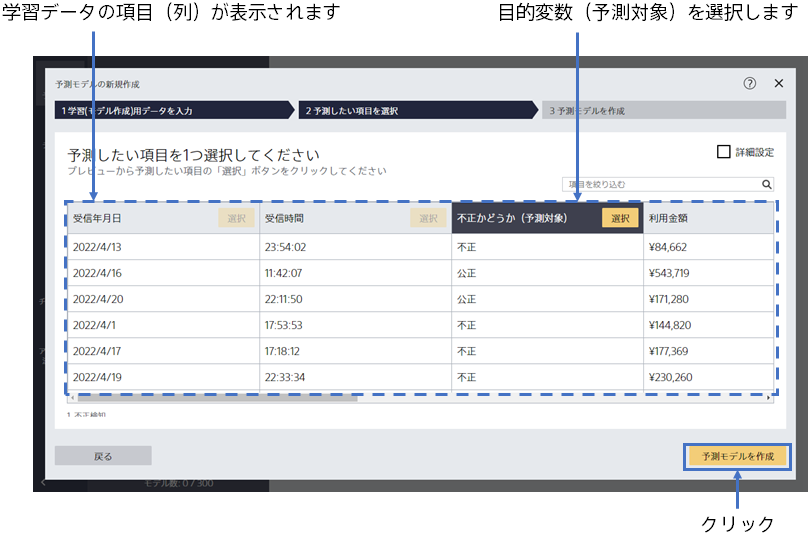 学習データの項目（列）が表示されます
目的変数（予測対象）を選択します
予測モデルの新規作成
1 学習(モデル作成)用データを入力
2 予測したい項目を選択
3 予測モデルを作成
予測したい項目を1つ選択してください
プレビューから予測したい項目の「選択」ボタンをクリックしてください
詳細設定
項目を絞り込む
受信年月日 選択 受信時間 選択 不正かどうか（予測対象） 選択 利用金額
2022/4/13 23:54:02 不正 ¥84,662
2022/4/16 11:42:07 公正 ¥543,719
2022/4/20 22:11:50 公正 ¥171,280
2022/4/1 17:53:53 不正 ¥144,820
2022/4/17 17:18:12 不正 ¥177,369
2022/4/19 22:33:34 不正 ¥230,260
1.不正検知
戻る
予測モデルを作成
モデル数: 0 / 300
クリック